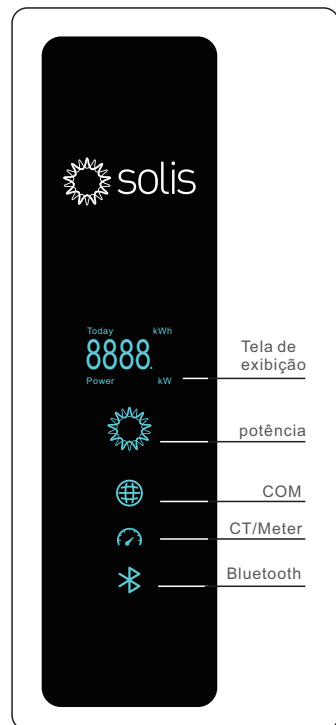 solis
Today kWh
8888.
Power kW
Tela de
exibição
potência
COM
CT/Meter
Bluetooth